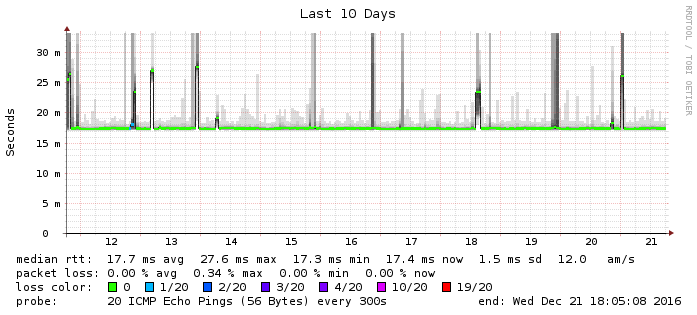 Last 10 Days
RRDTOOL / TOBI OETIKER
Seconds
30 m
25 m
20 m
15 m
10 m
5 m
0
12 13 14 15 16 17 18 19 20 21
median rtt: 17.7 ms avg 27.6 ms max 17.3 ms min 17.4 ms now 1.5 ms sd 12.0 am/s
packet loss: 0.00 % avg 0.34 % max 0.00 % min 0.00 % now
loss color: 0 1/20 2/20 3/20 4/20 10/20 19/20
probe: 20 ICMP Echo Pings (56 Bytes) every 300s end: Wed Dec 21 18:05:08 2016